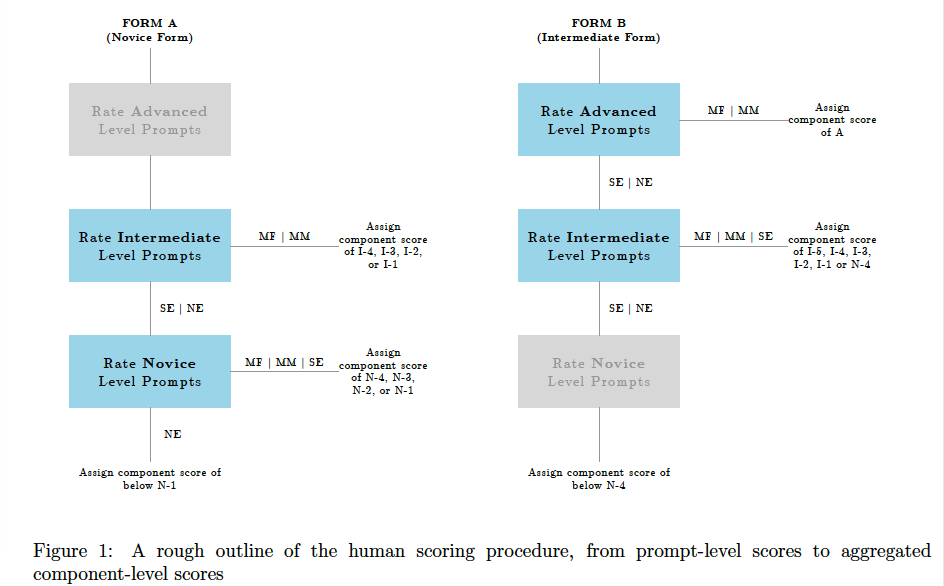 FORM A
(Novice Form)
Rate Advanced
Level Prompts
Rate Intermediate
Level Prompts
MF | MM
Assign
component score
of I-4, I-3, I-2,
or I-1
SE | NE
Rate Novice
Level Prompts
MF | MM | SE
Assign
component score
of N-4, N-3,
N-2, or N-1
NE
Assign component score of
below N-1
FORM B
(Intermediate Form)
Rate Advanced
Level Prompts
MF | MM
Assign
component score
of A
SE | NE
Rate Intermediate
Level Prompts
MF | MM | SE
Assign
component score
of I-5, I-4, I-3,
I-2, I-1 or N-4
SE | NE
Rate Novice
Level Prompts
Assign component score of
below N-4
Figure 1: A rough outline of the human scoring procedure, from prompt-level scores to aggregated
component-level scores